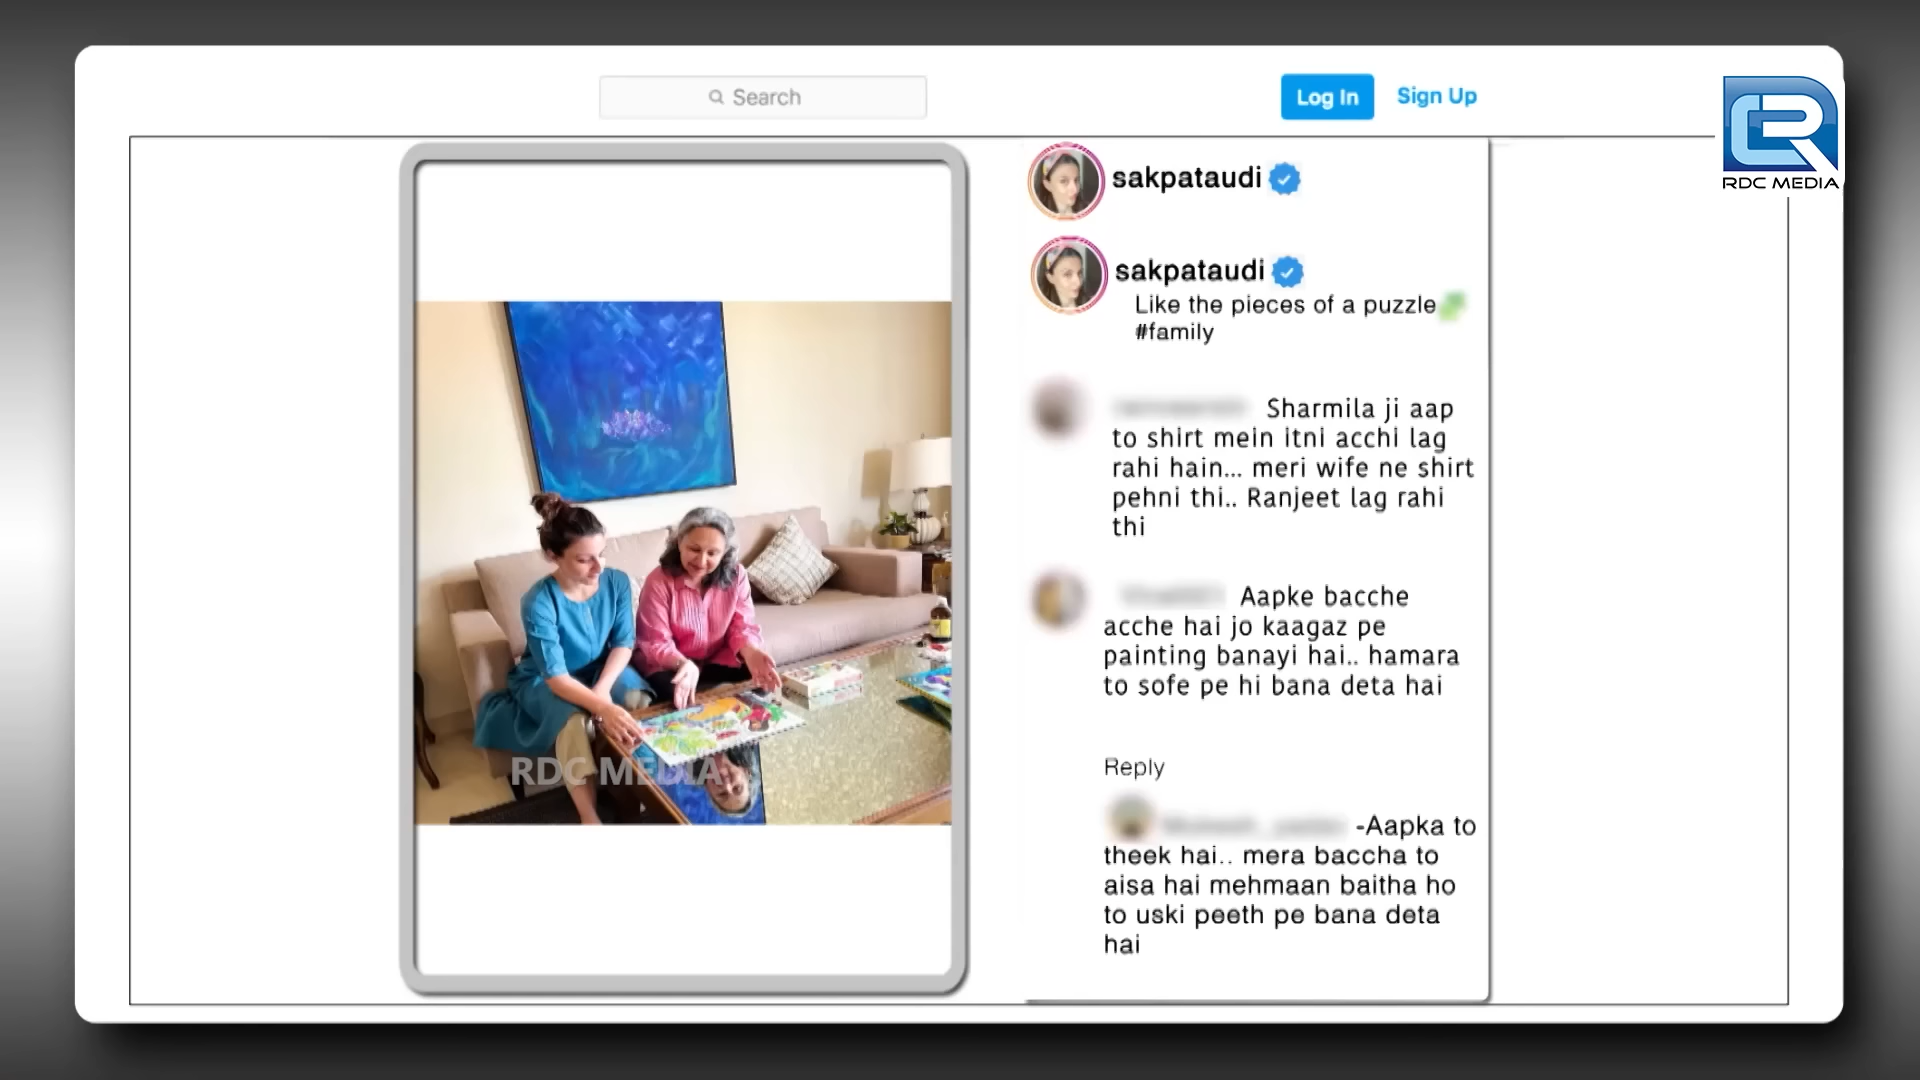 Search
Log In
Sign Up
RDC MEDIA
sakpataudi
sakpataudi
Like the pieces of a puzzle
#family
Sharmila ji aap
to shirt mein itni acchi lag
rahi hain... meri wife ne shirt
pehni thi.. Ranjeet lag rahi
thi
Aapke bacche
acche hai jo kaagaz pe
painting banayi hai.. hamara
to sofe pe hi bana deta hai
Reply
-Aapka to
theek hai.. mera baccha to
aisa hai mehmaan baitha ho
to uski peeth pe bana deta
hai
RDC MEDIA